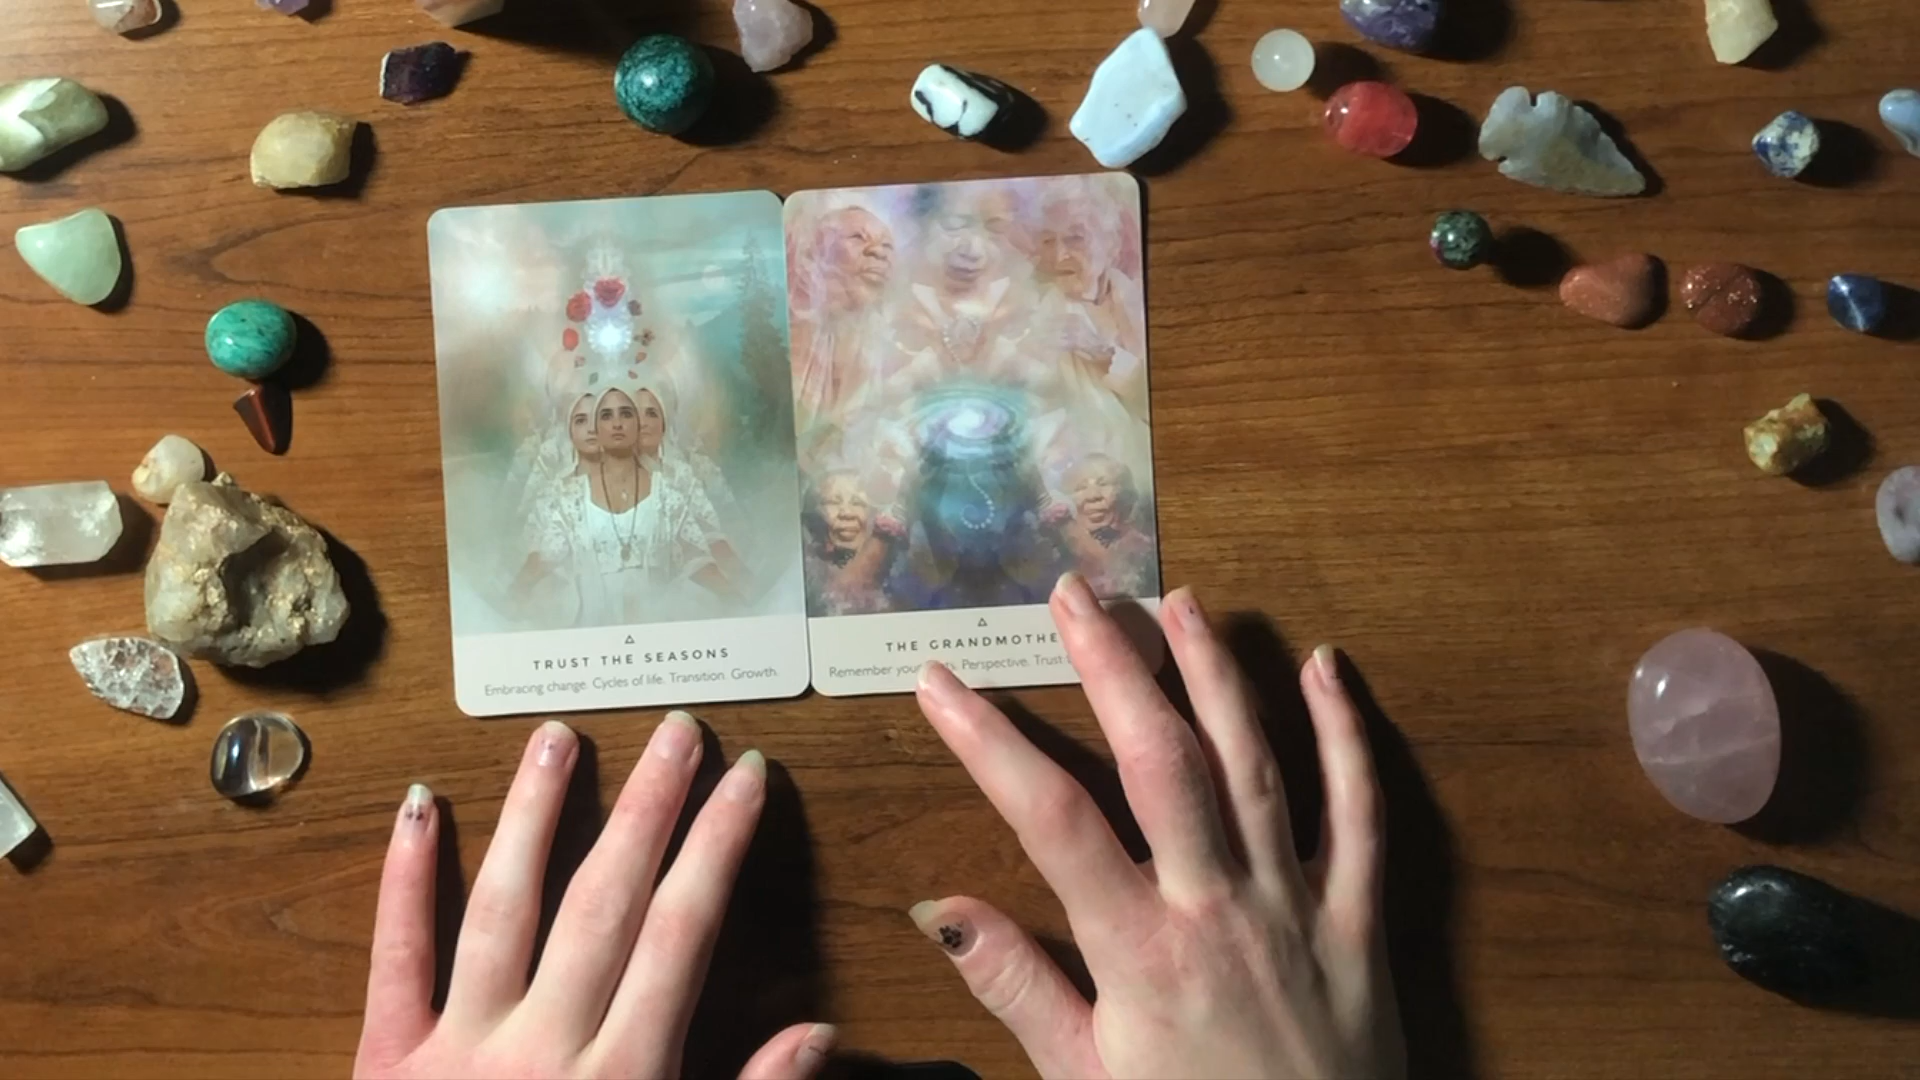 TRUST THE SEASONS
Embracing change. Cycles of life. Transition. Growth.
THE GRANDMOTHE
Remember your Perspective. Trust